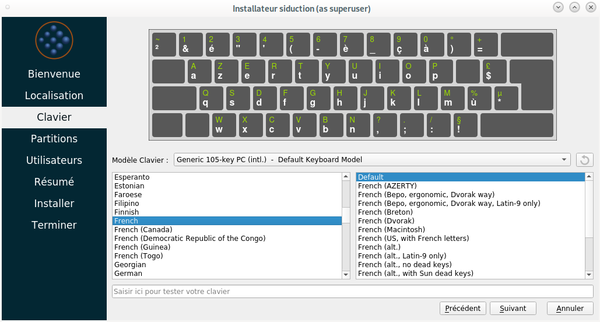 Installateur siduction (as superuser)
Bienvenue
Localisation
Clavier
Partitions
Utilisateurs
Résumé
Installer
Terminer
~ 1 2 3 4 5 6 7 8 9 0 ° +
² & é " ' ( - è _ ç à ) =
A Z E R T Y U I O P ¨ £
a z e r t y u i o p ^ $
Q S D F G H J K L M % µ
q s d f g h j k l m ù *
W X C V B N ? . / §
w x c v b n , ; : !
Modèle Clavier :
Generic 105-key PC (intl.) - Default Keyboard Model
Esperanto
Estonian
Faroese
Filipino
Finnish
French
French (Canada)
French (Democratic Republic of the Congo)
French (Guinea)
French (Togo)
Georgian
German
Default
French (AZERTY)
French (Bepo, ergonomic, Dvorak way)
French (Bepo, ergonomic, Dvorak way, Latin-9 only)
French (Breton)
French (Dvorak)
French (Macintosh)
French (US, with French letters)
French (alt.)
French (alt., Latin-9 only)
French (alt., no dead keys)
French (alt., with Sun dead keys)
Saisir ici pour tester votre clavier
Précédent
Suivant
Annuler